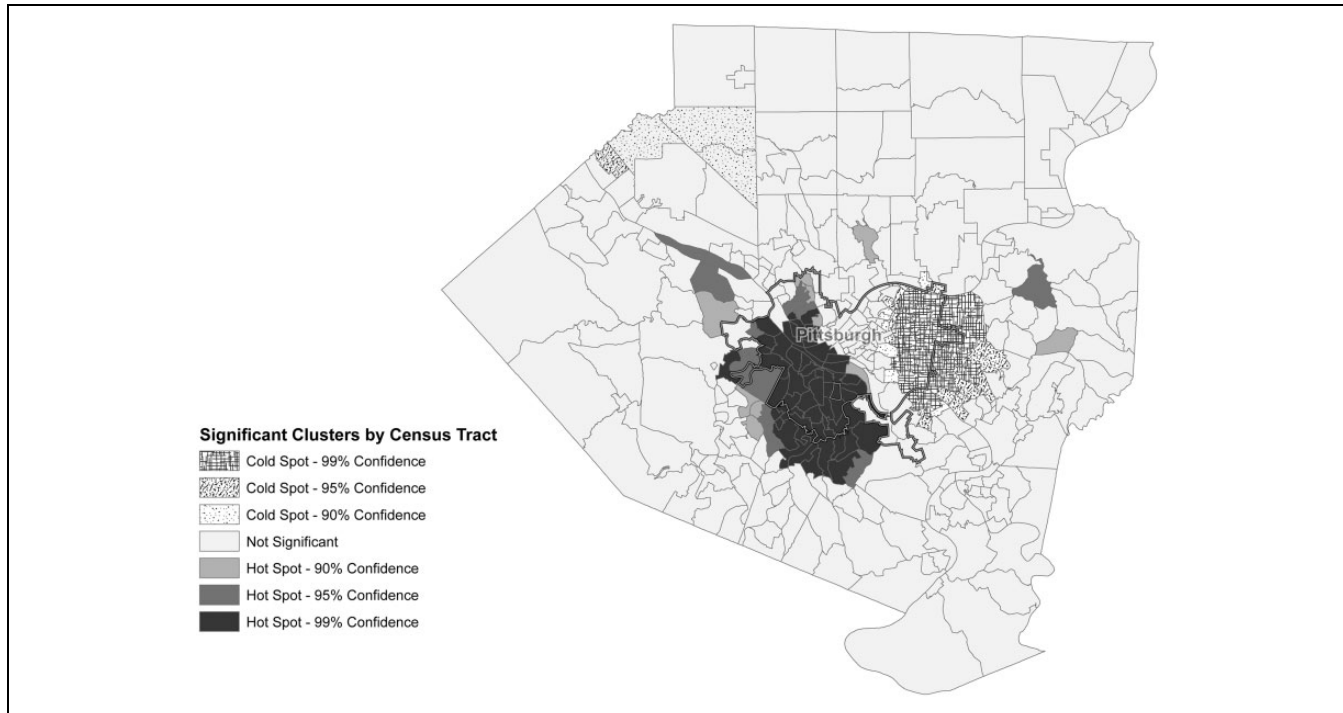 Pittsburgh
Significant Clusters by Census Tract
Cold Spot - 99% Confidence
Cold Spot - 95% Confidence
Cold Spot - 90% Confidence
Not Significant
Hot Spot - 90% Confidence
Hot Spot - 95% Confidence
Hot Spot - 99% Confidence